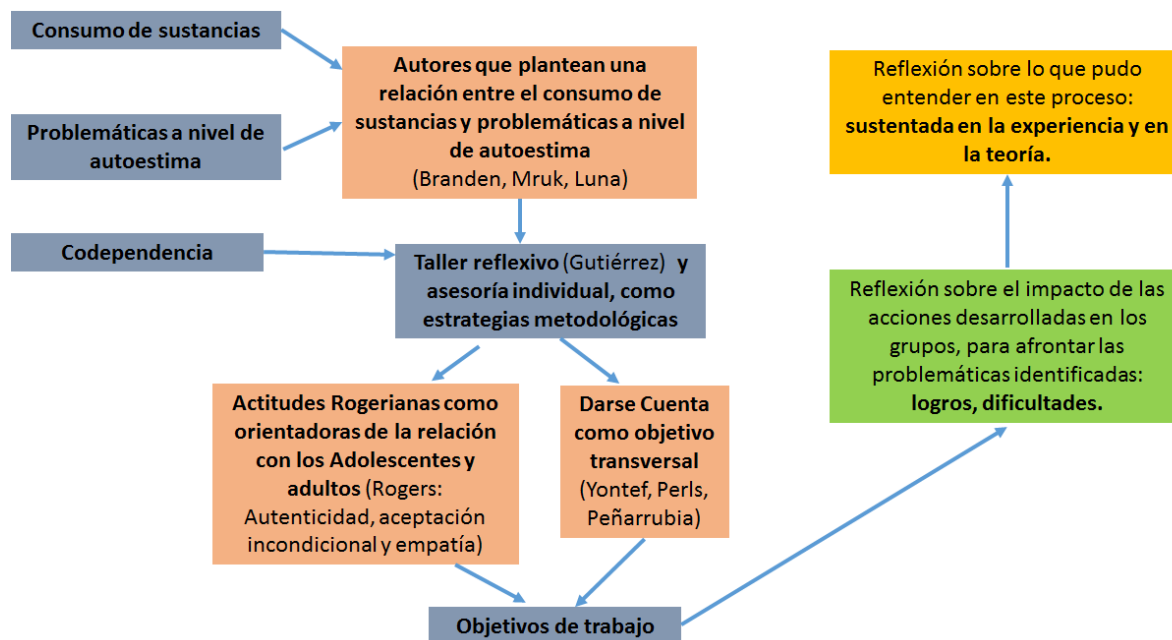 Consumo de sustancias
Problemáticas a nivel de
autoestima
Autores que plantean una
relación entre el consumo de
sustancias y problemáticas a nivel
de autoestima
(Branden, Mruk, Luna)
Codependencia
Taller reflexivo (Gutiérrez) y
asesoría individual, como
estrategias metodológicas
Actitudes Rogerianas como
orientadoras de la relación
con los Adolescentes y
adultos (Rogers:
Autenticidad, aceptación
incondicional y empatía)
Darse Cuenta
como objetivo
transversal
(Yontef, Perls,
Peñarrubia)
Objetivos de trabajo
Reflexión sobre el impacto de las
acciones desarrolladas en los
grupos, para afrontar las
problemáticas identificadas:
logros, dificultades.
Reflexión sobre lo que pudo
entender en este proceso:
sustentada en la experiencia y en
la teoría.